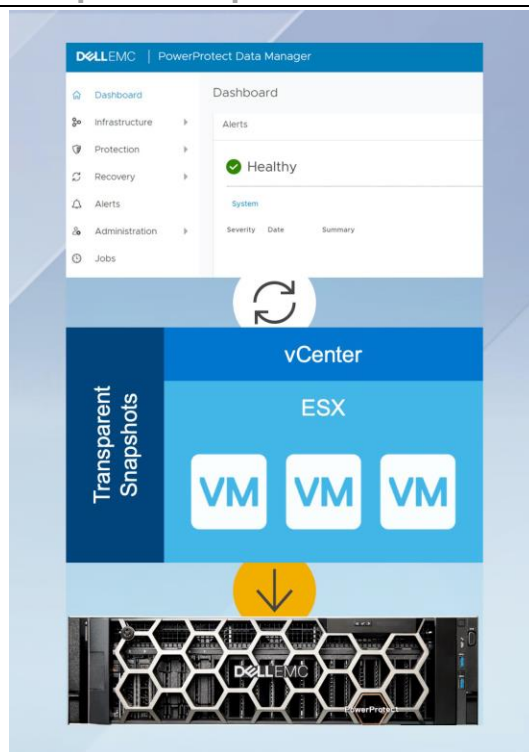 DELLEMC | PowerProtect Data Manager
Dashboard
Infrastructure
Protection
Recovery
Alerts
Administration
Jobs
Dashboard
Alerts
Healthy
System
Severity Date Summary
Transparent
Snapshots
vCenter
ESX
VM VM VM
DELLEMC
PowerProtect